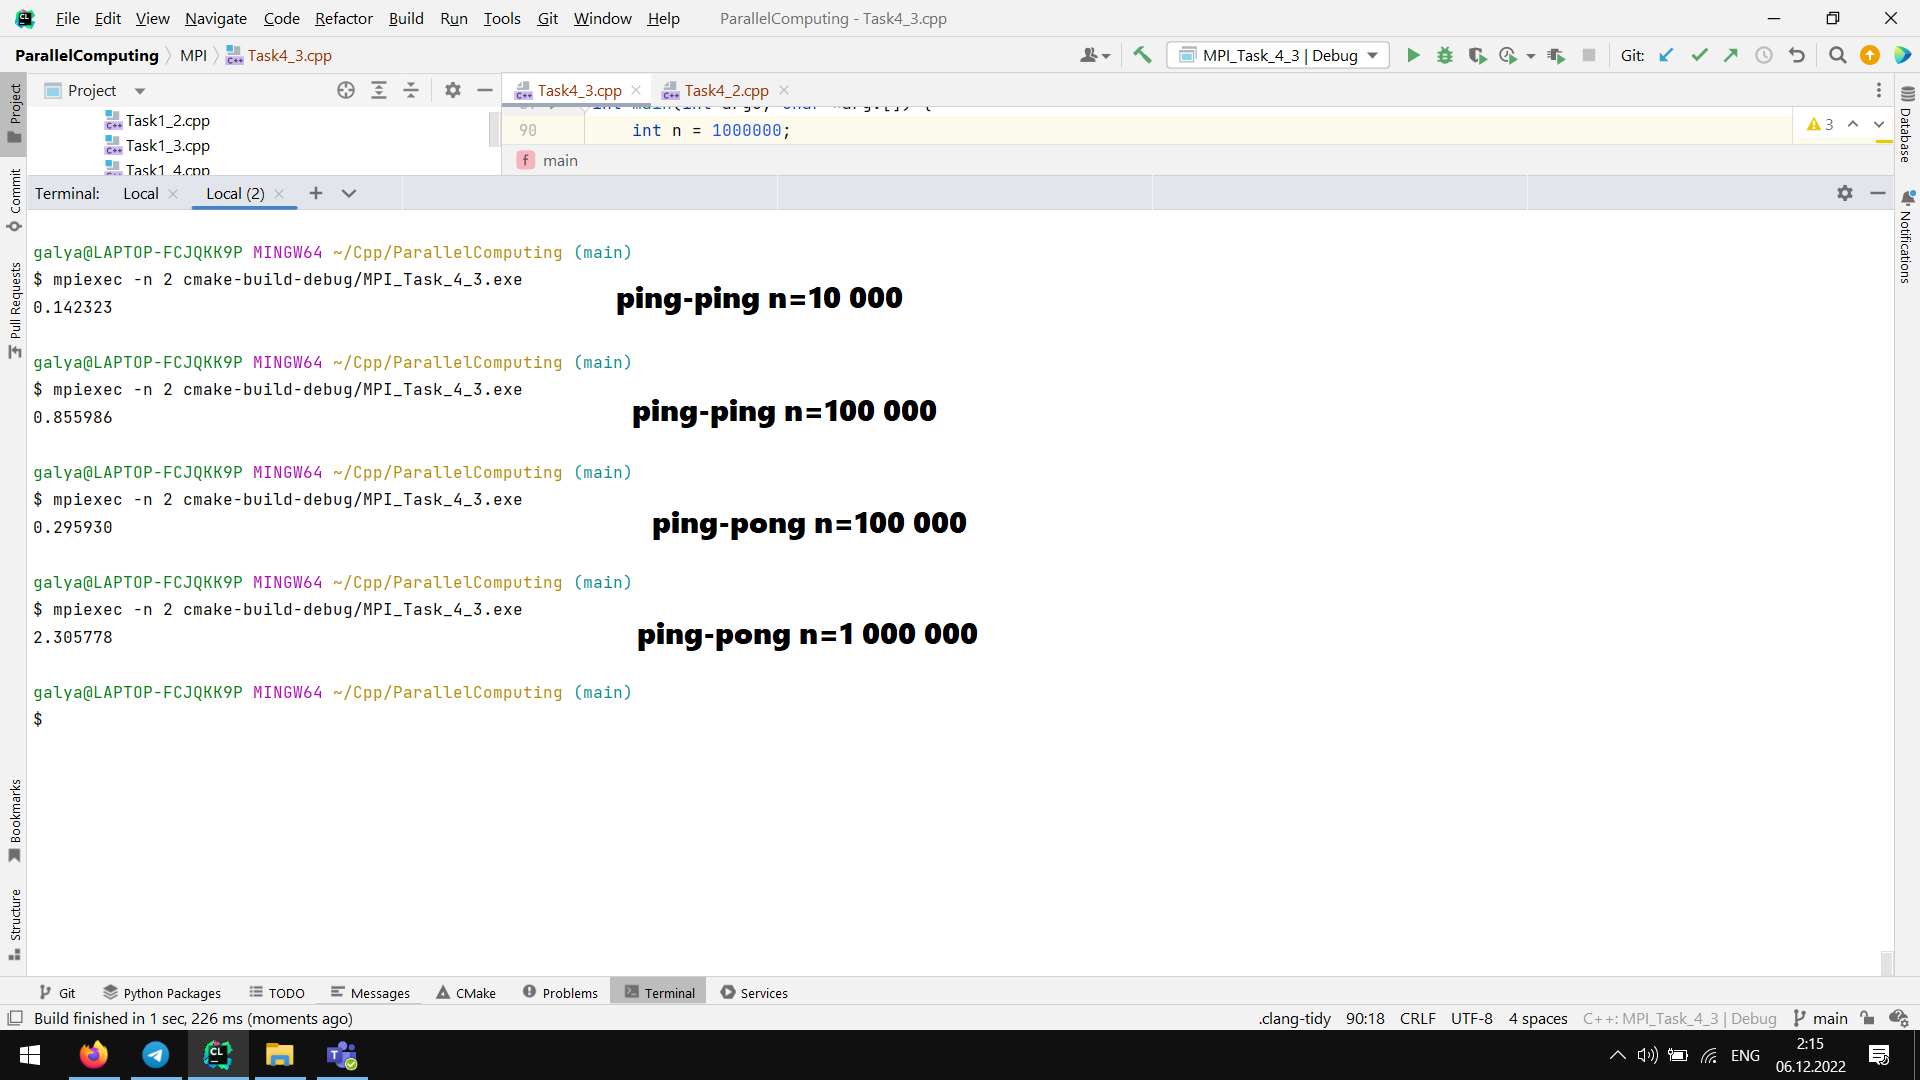 File Edit View Navigate Code Refactor Build Run Tools Git Window Help ParallelComputing - Task4_3.cpp
ParallelComputing MPI Task4_3.cpp MPI_Task_4_3 | Debug Git:
Project Task4_3.cpp Task4_2.cpp
Task1_2.cpp
Task1_3.cpp
Task1_4.cpp
90 int n = 1000000;
3
f main
Terminal: Local Local (2)
galya@LAPTOP-FCJQKK9P MINGW64 ~/Cpp/ParallelComputing (main)
$ mpiexec -n 2 cmake-build-debug/MPI_Task_4_3.exe
0.142323
ping-ping n=10 000
galya@LAPTOP-FCJQKK9P MINGW64 ~/Cpp/ParallelComputing (main)
$ mpiexec -n 2 cmake-build-debug/MPI_Task_4_3.exe
0.855986
ping-ping n=100 000
galya@LAPTOP-FCJQKK9P MINGW64 ~/Cpp/ParallelComputing (main)
$ mpiexec -n 2 cmake-build-debug/MPI_Task_4_3.exe
0.295930
ping-pong n=100 000
galya@LAPTOP-FCJQKK9P MINGW64 ~/Cpp/ParallelComputing (main)
$ mpiexec -n 2 cmake-build-debug/MPI_Task_4_3.exe
2.305778
ping-pong n=1 000 000
galya@LAPTOP-FCJQKK9P MINGW64 ~/Cpp/ParallelComputing (main)
$
Project
Commit
Pull Requests
Bookmarks
Structure
Database
Notifications
Git Python Packages TODO Messages CMake Problems Terminal Services
Build finished in 1 sec, 226 ms (moments ago) .clang-tidy 90:18 CRLF UTF-8 4 spaces C++: MPI_Task_4_3 | Debug main
ENG
2:15
06.12.2022